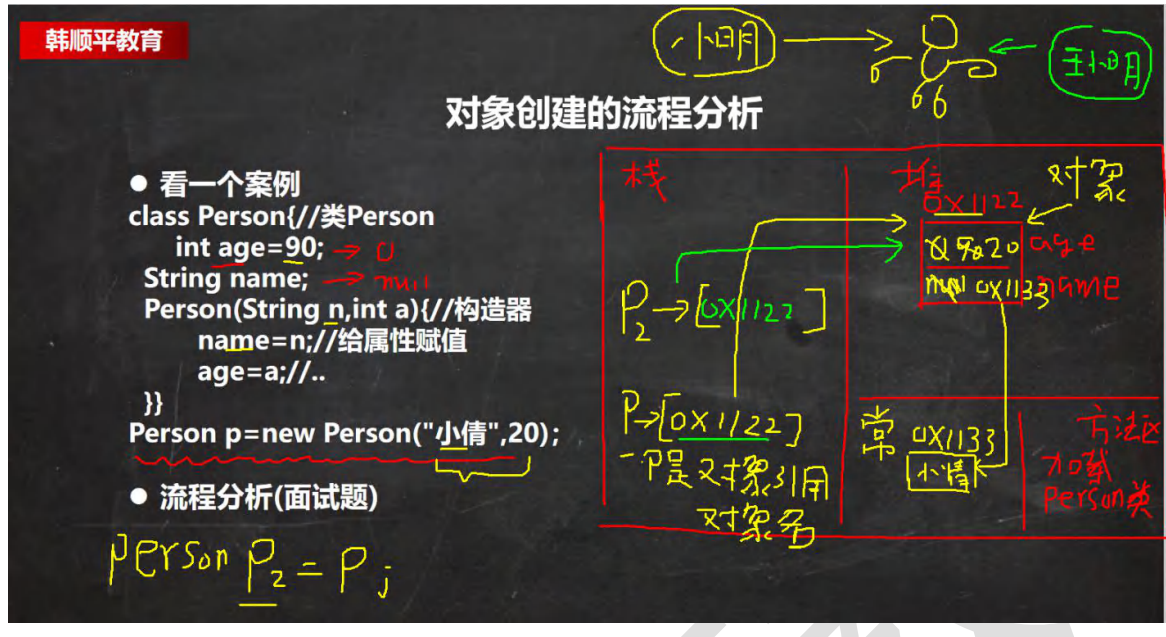 韩顺平教育
小明
王小明
对象创建的流程分析
● 看一个案例
class Person{//类Person
int age=90; → 0
String name; → null
Person(String n,int a){//构造器
name=n;//给属性赋值
age=a;//..
}}
Person p=new Person("小倩",20);
● 流程分析(面试题)
Person P2 = P;
栈
P2→[0X1122]
P→[0X1122]
P是对象引用
对象名
堆
对象
0X1122
0 90 20 age
null 0X1133 name
常
0X1133
小倩
方法区
加载
Person类